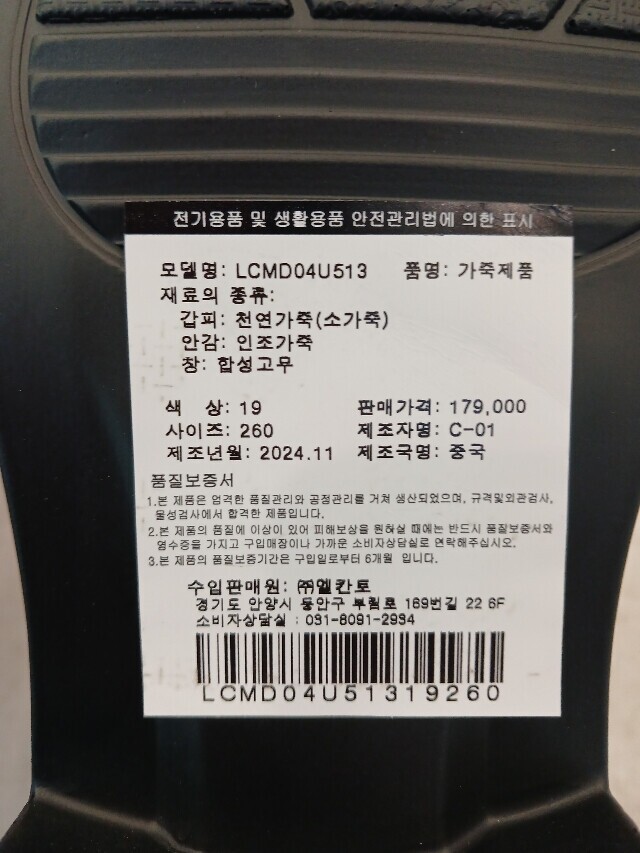 전기용품 및 생활용품 안전관리법에 의한 표시
모델명: LCMD04U513 품명: 가죽제품
재료의 종류:
갑피: 천연가죽(소가죽)
안감: 인조가죽
창: 합성고무
색 상: 19 판매가격: 179,000
사이즈: 260 제조자명: C-01
제조년월: 2024.11 제조국명: 중국
품질보증서
1.본 제품은 엄격한 품질관리와 공정관리를 거쳐 생산되었으며, 규격및외관검사,
물성검사에서 합격한 제품입니다.
2.본 제품의 품질에 이상이 있어 피해보상을 원하실 때에는 반드시 품질보증서와
영수증을 가지고 구입매장이나 가까운 소비자상담실로 연락해주십시오.
3.본 제품의 품질보증기간은 구입일로부터 6개월 입니다.
수입판매원: ㈜엘칸토
경기도 안양시 동안구 부림로 169번길 22 6F
소비자상담실 : 031-8091-2934
LCMD04U51319260